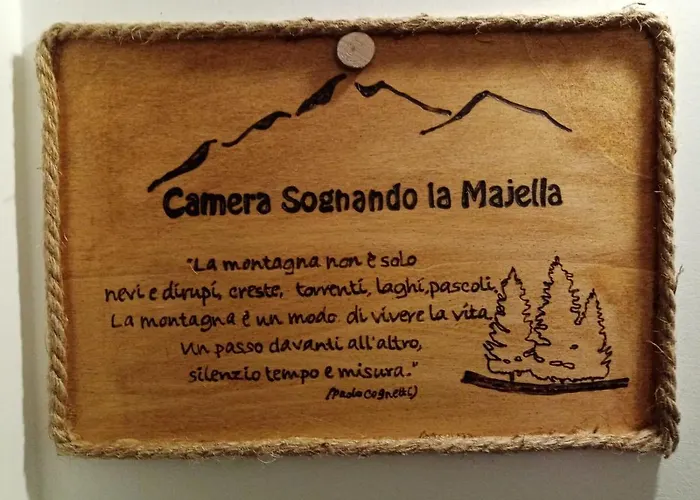 Camera Sognando la Majella
"La montagna non è solo
nevi e dirupi, creste, torrenti, laghi, pascoli,
La montagna è un modo di vivere la vita,
un passo davanti all'altro,
silenzio tempo e misura."
(Paolo Cognetti)